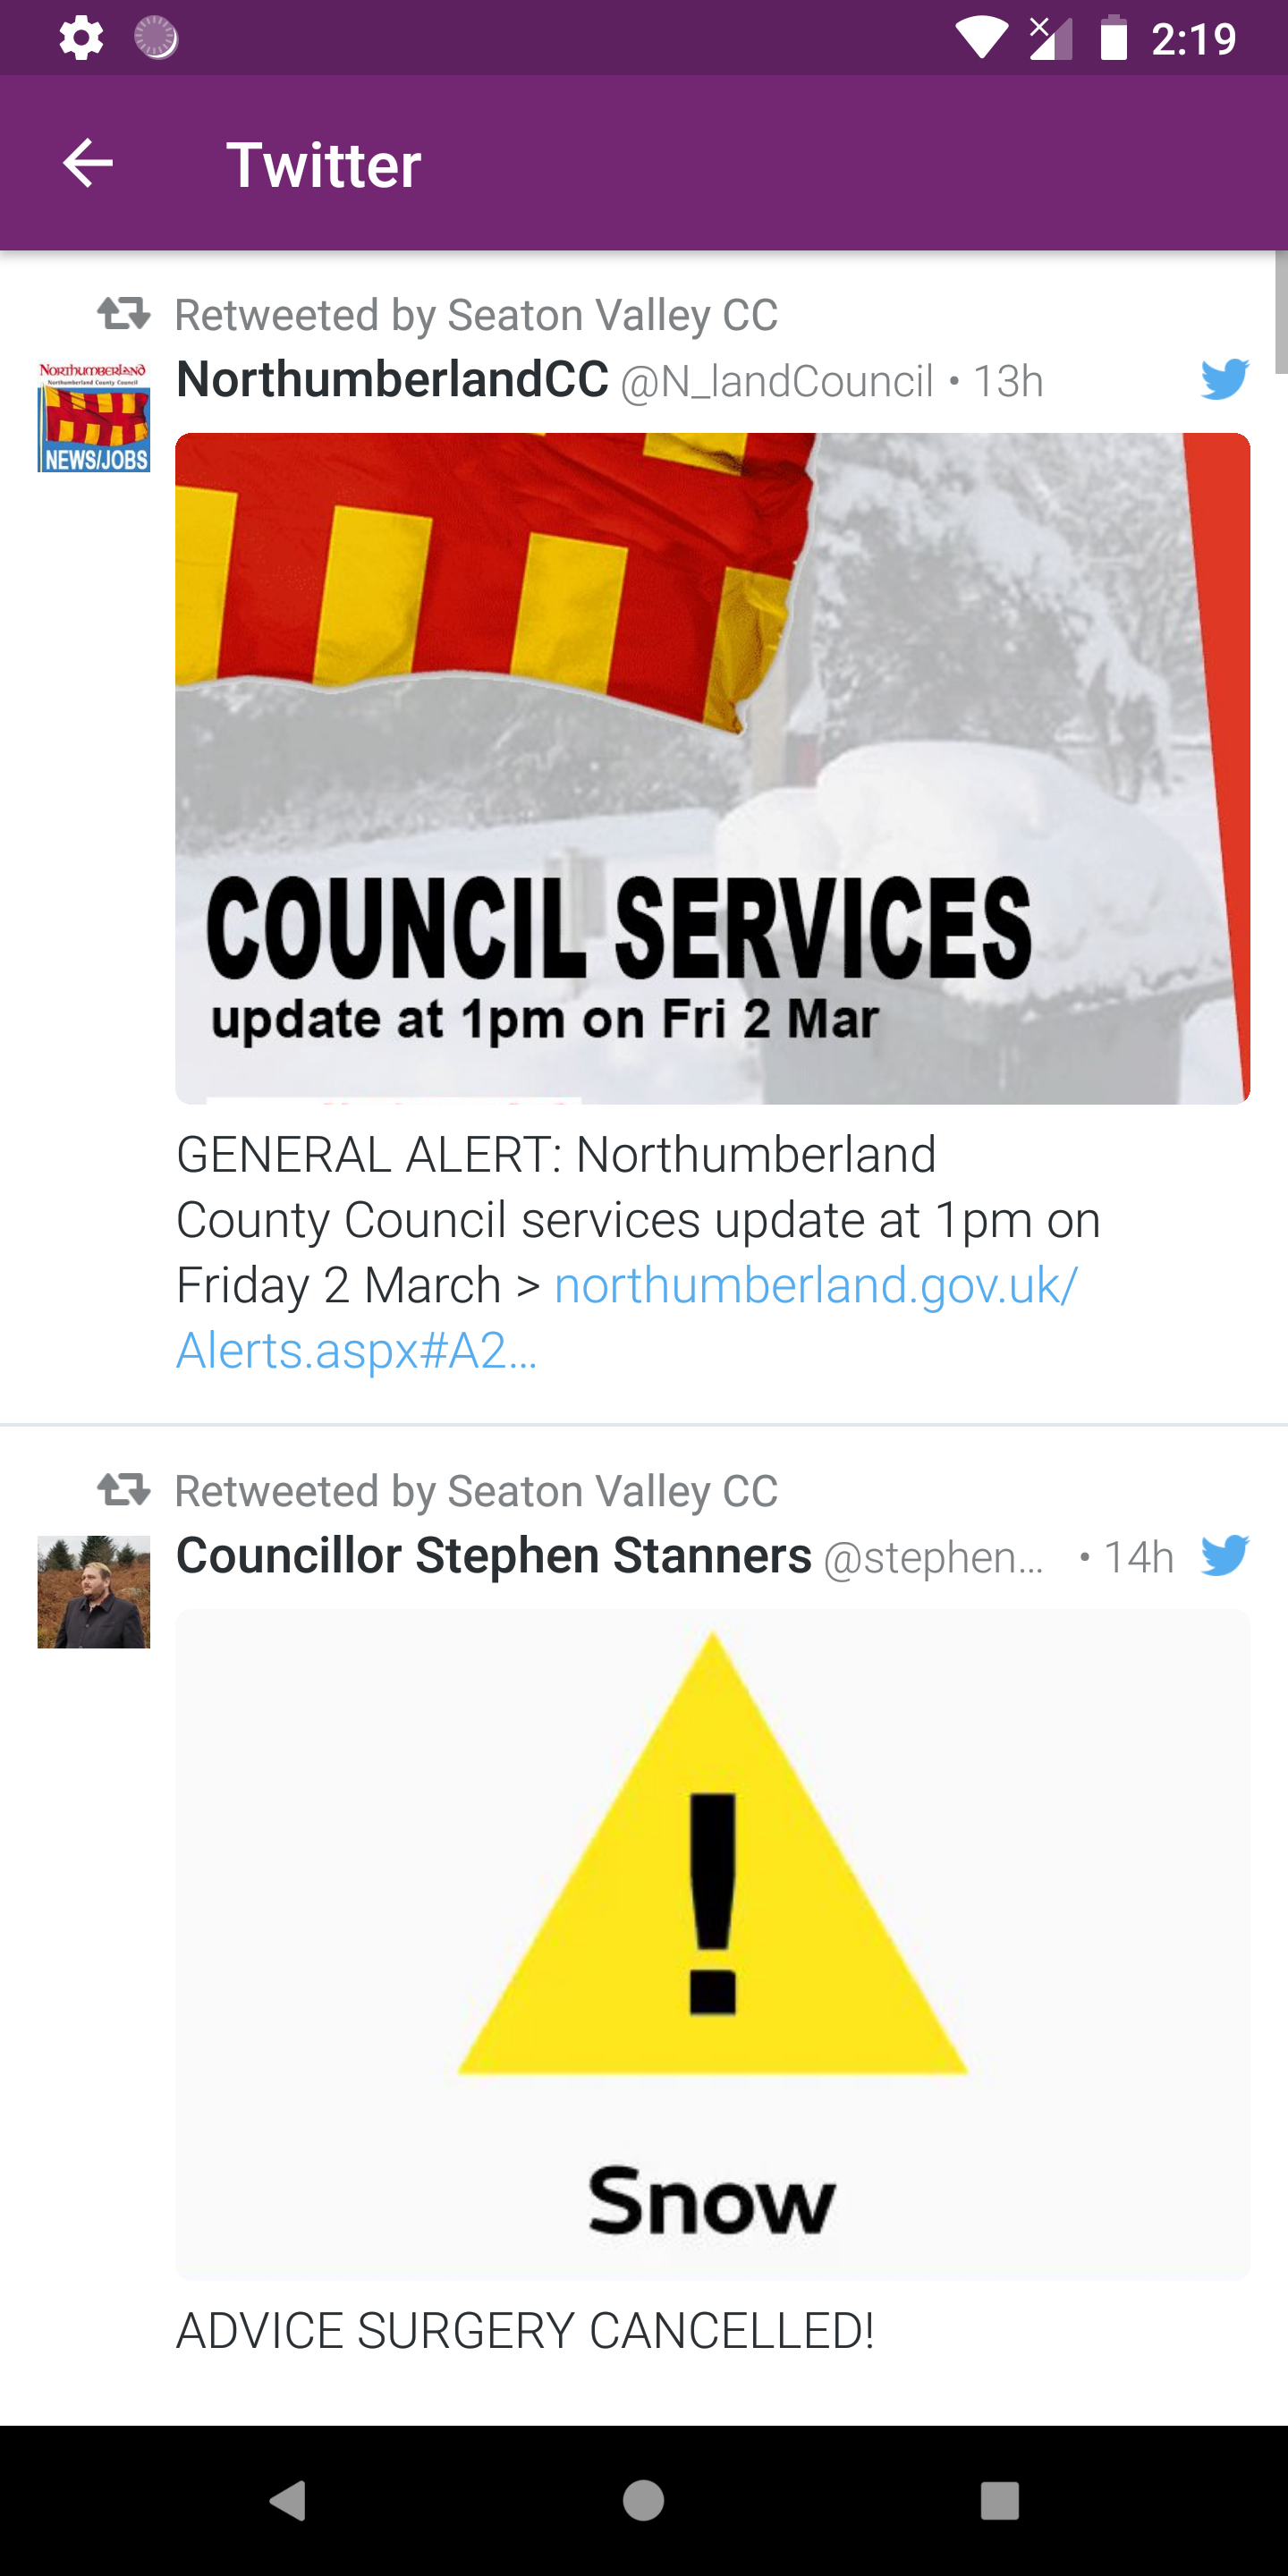 2:19
Twitter
Retweeted by Seaton Valley CC
NORTHUMBERLAND
Northumberland County Council
NEWS/JOBS
NorthumberlandCC @N_landCouncil • 13h
COUNCIL SERVICES
update at 1pm on Fri 2 Mar
GENERAL ALERT: Northumberland
County Council services update at 1pm on
Friday 2 March > northumberland.gov.uk/
Alerts.aspx#A2…
Retweeted by Seaton Valley CC
Councillor Stephen Stanners @stephen… • 14h
!
Snow
ADVICE SURGERY CANCELLED!